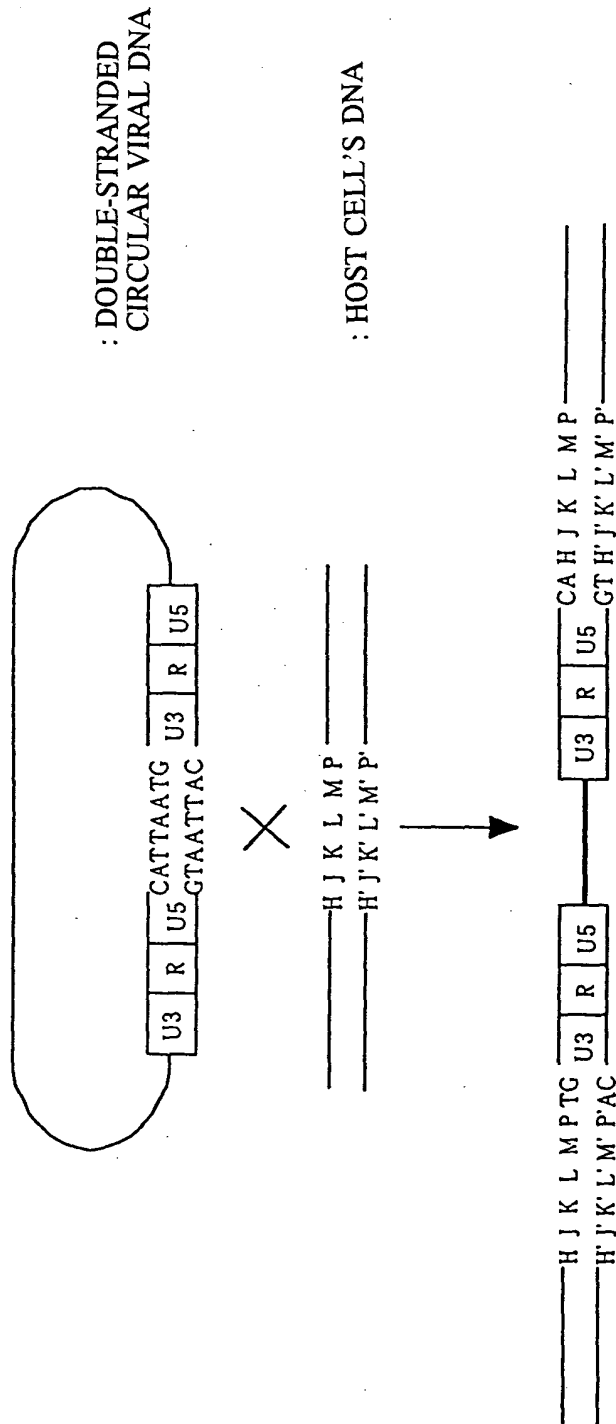 : DOUBLE-STRANDED
CIRCULAR VIRAL DNA
U3 R U5 CATTAATG U3 R U5
GTAATTAC
H J K L M P
H' J' K' L' M' P'
: HOST CELL'S DNA
H J K L M P TG U3 R U5 U3 R U5 CA H J K L M P
H' J' K' L' M' P' AC GT H' J' K' L' M' P'